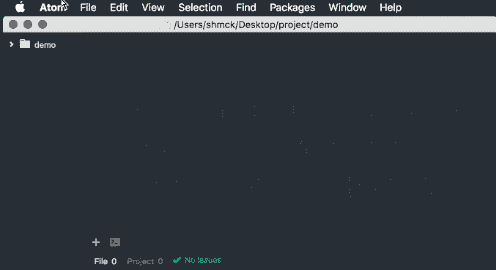 Atom File Edit View Selection Find Packages Window Help
/Users/shmck/Desktop/project/demo
demo
File 0 Project 0 No Issues